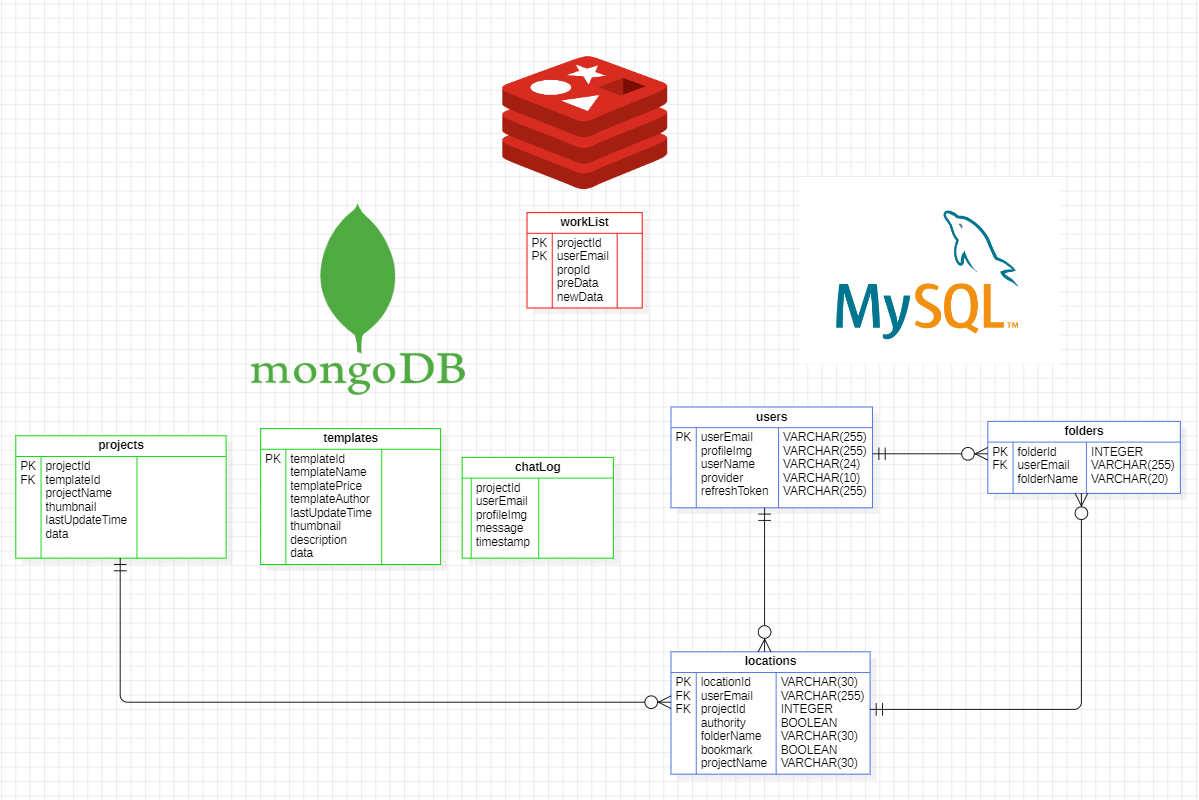 workList
PK projectId
PK userEmail
propId
preData
newData
mongoDB
MySQL™
projects
PK projectId
FK templateId
projectName
thumbnail
lastUpdateTime
data
templates
PK templateId
templateName
templatePrice
templateAuthor
lastUpdateTime
thumbnail
description
data
chatLog
projectId
userEmail
profileImg
message
timestamp
users
PK userEmail VARCHAR(255)
profileImg VARCHAR(255)
userName VARCHAR(24)
provider VARCHAR(10)
refreshToken VARCHAR(255)
folders
PK folderId INTEGER
FK userEmail VARCHAR(255)
folderName VARCHAR(20)
locations
PK locationId VARCHAR(30)
FK userEmail VARCHAR(255)
FK projectId INTEGER
authority BOOLEAN
folderName VARCHAR(30)
bookmark BOOLEAN
projectName VARCHAR(30)